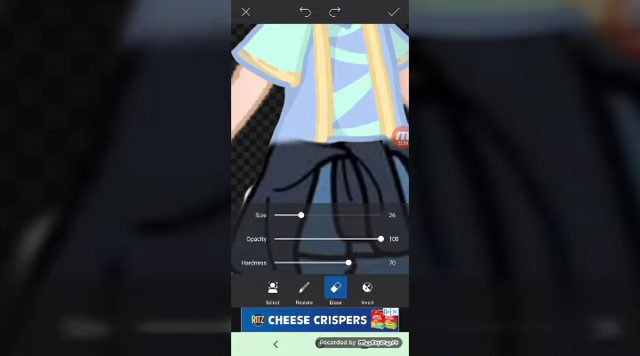 Size 26
Opacity 100
Hardness 70
Select Restore Erase Invert
RITZ CHEESE CRISPERS
Recorded by